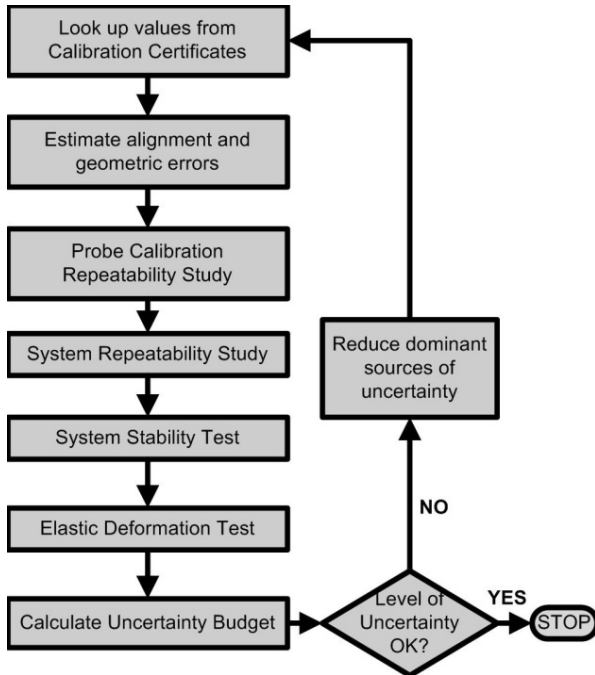 Look up values from
Calibration Certificates
Estimate alignment and
geometric errors
Probe Calibration
Repeatability Study
System Repeatability Study
System Stability Test
Elastic Deformation Test
Calculate Uncertainty Budget
Level of
Uncertainty
OK?
YES
STOP
NO
Reduce dominant
sources of
uncertainty